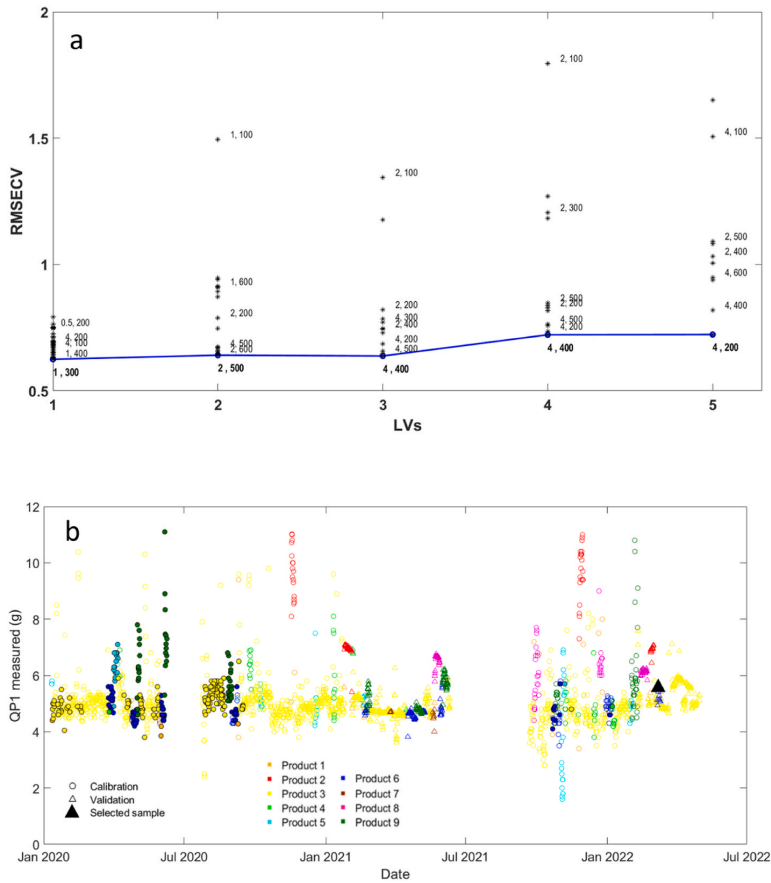 a
2
1.5
1
0.5
RMSECV
1, 100
1, 600
2, 200
4, 500
2, 600
2 , 500
0.5, 200
4, 200
4, 100
1, 400
1 , 300
2, 100
2, 200
4, 300
2, 400
4, 200
4, 500
4 , 400
2, 100
2, 300
2, 500
2, 200
4, 500
4, 200
4 , 400
4, 100
2, 500
2, 400
4, 600
4, 400
4 , 200
1 2 3 4 5
LVs
b
12
10
8
6
4
2
0
QP1 measured (g)
Calibration
Validation
Selected sample
Product 1
Product 2
Product 3
Product 4
Product 5
Product 6
Product 7
Product 8
Product 9
Jan 2020 Jul 2020 Jan 2021 Jul 2021 Jan 2022 Jul 2022
Date